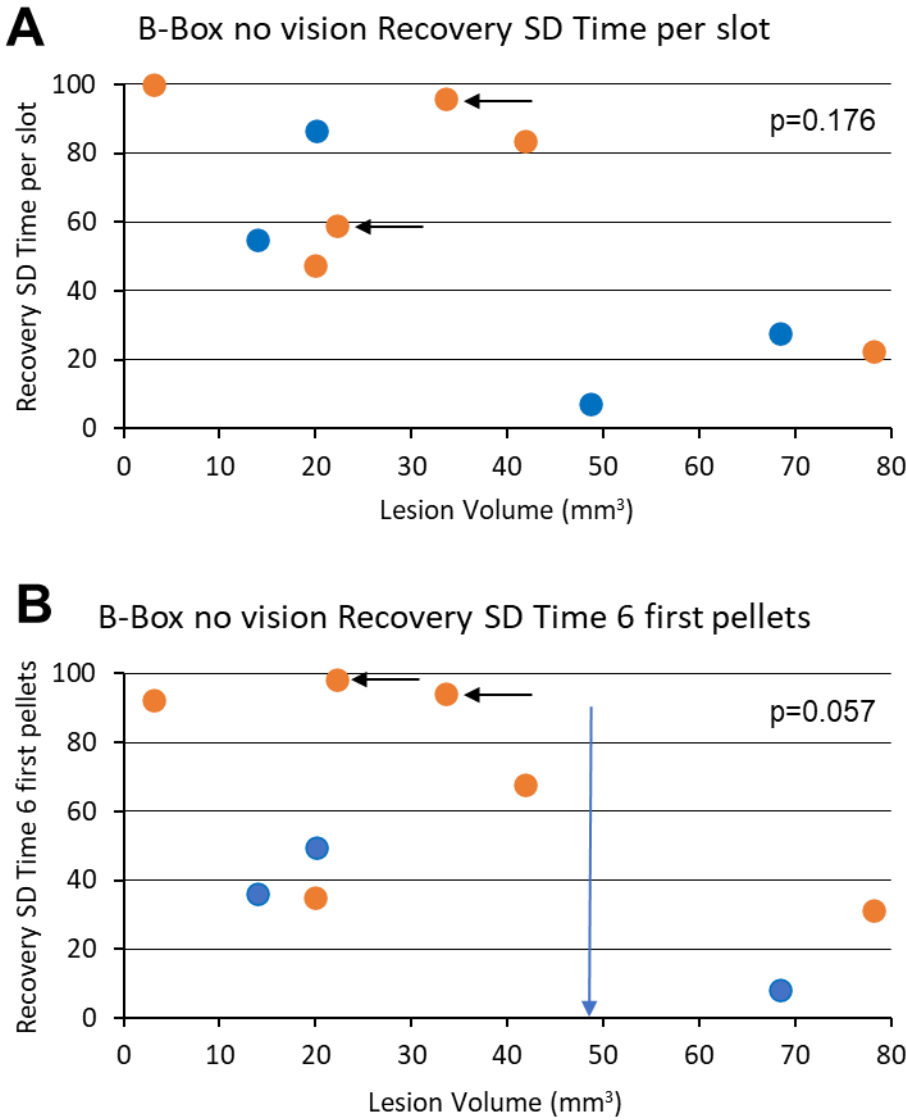 A
B-Box no vision Recovery SD Time per slot
Recovery SD Time per slot
100
80
60
40
20
0
p=0.176
0 10 20 30 40 50 60 70 80
Lesion Volume (mm³)
B
B-Box no vision Recovery SD Time 6 first pellets
Recovery SD Time 6 first pellets
100
80
60
40
20
0
p=0.057
0 10 20 30 40 50 60 70 80
Lesion Volume (mm³)